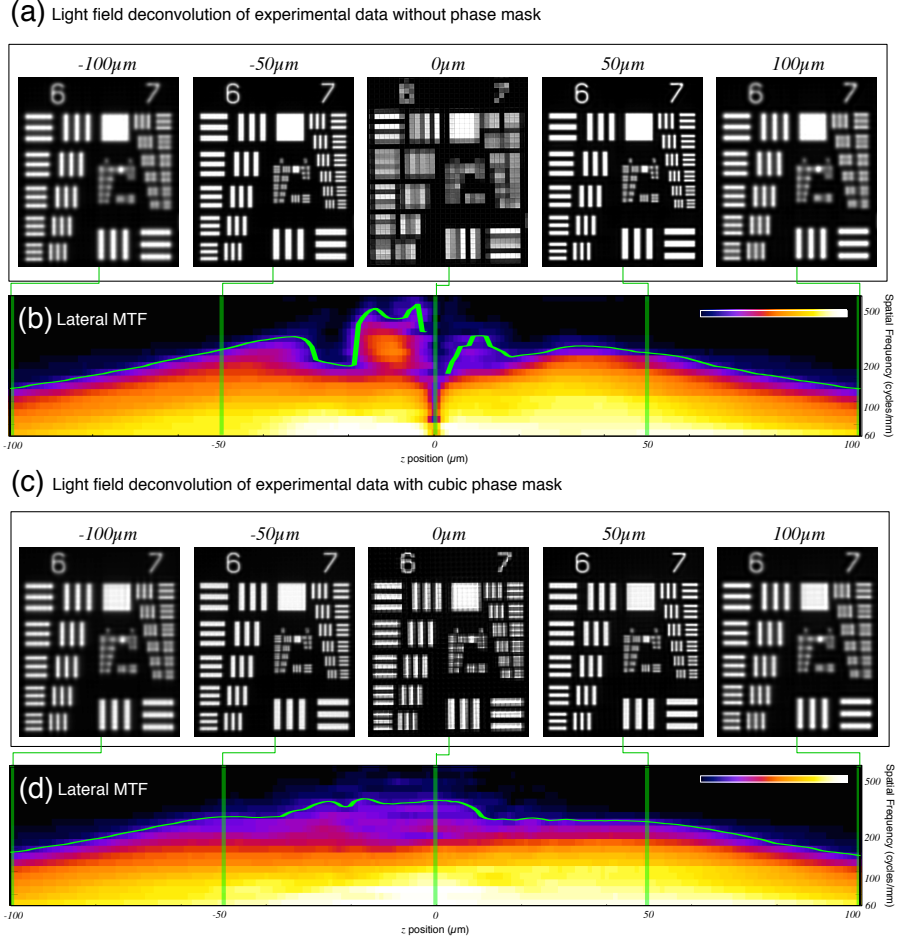 (a) Light field deconvolution of experimental data without phase mask
-100µm -50µm 0µm 50µm 100µm
6 7 6 7 6 7 6 7 6 7
(b) Lateral MTF
500
200
100
60
Spatial Frequency (cycles/mm)
-100 -50 0 50 100
z position (µm)
(c) Light field deconvolution of experimental data with cubic phase mask
-100µm -50µm 0µm 50µm 100µm
6 7 6 7 6 7 6 7 6 7
(d) Lateral MTF
500
200
100
60
Spatial Frequency (cycles/mm)
-100 -50 0 50 100
z position (µm)